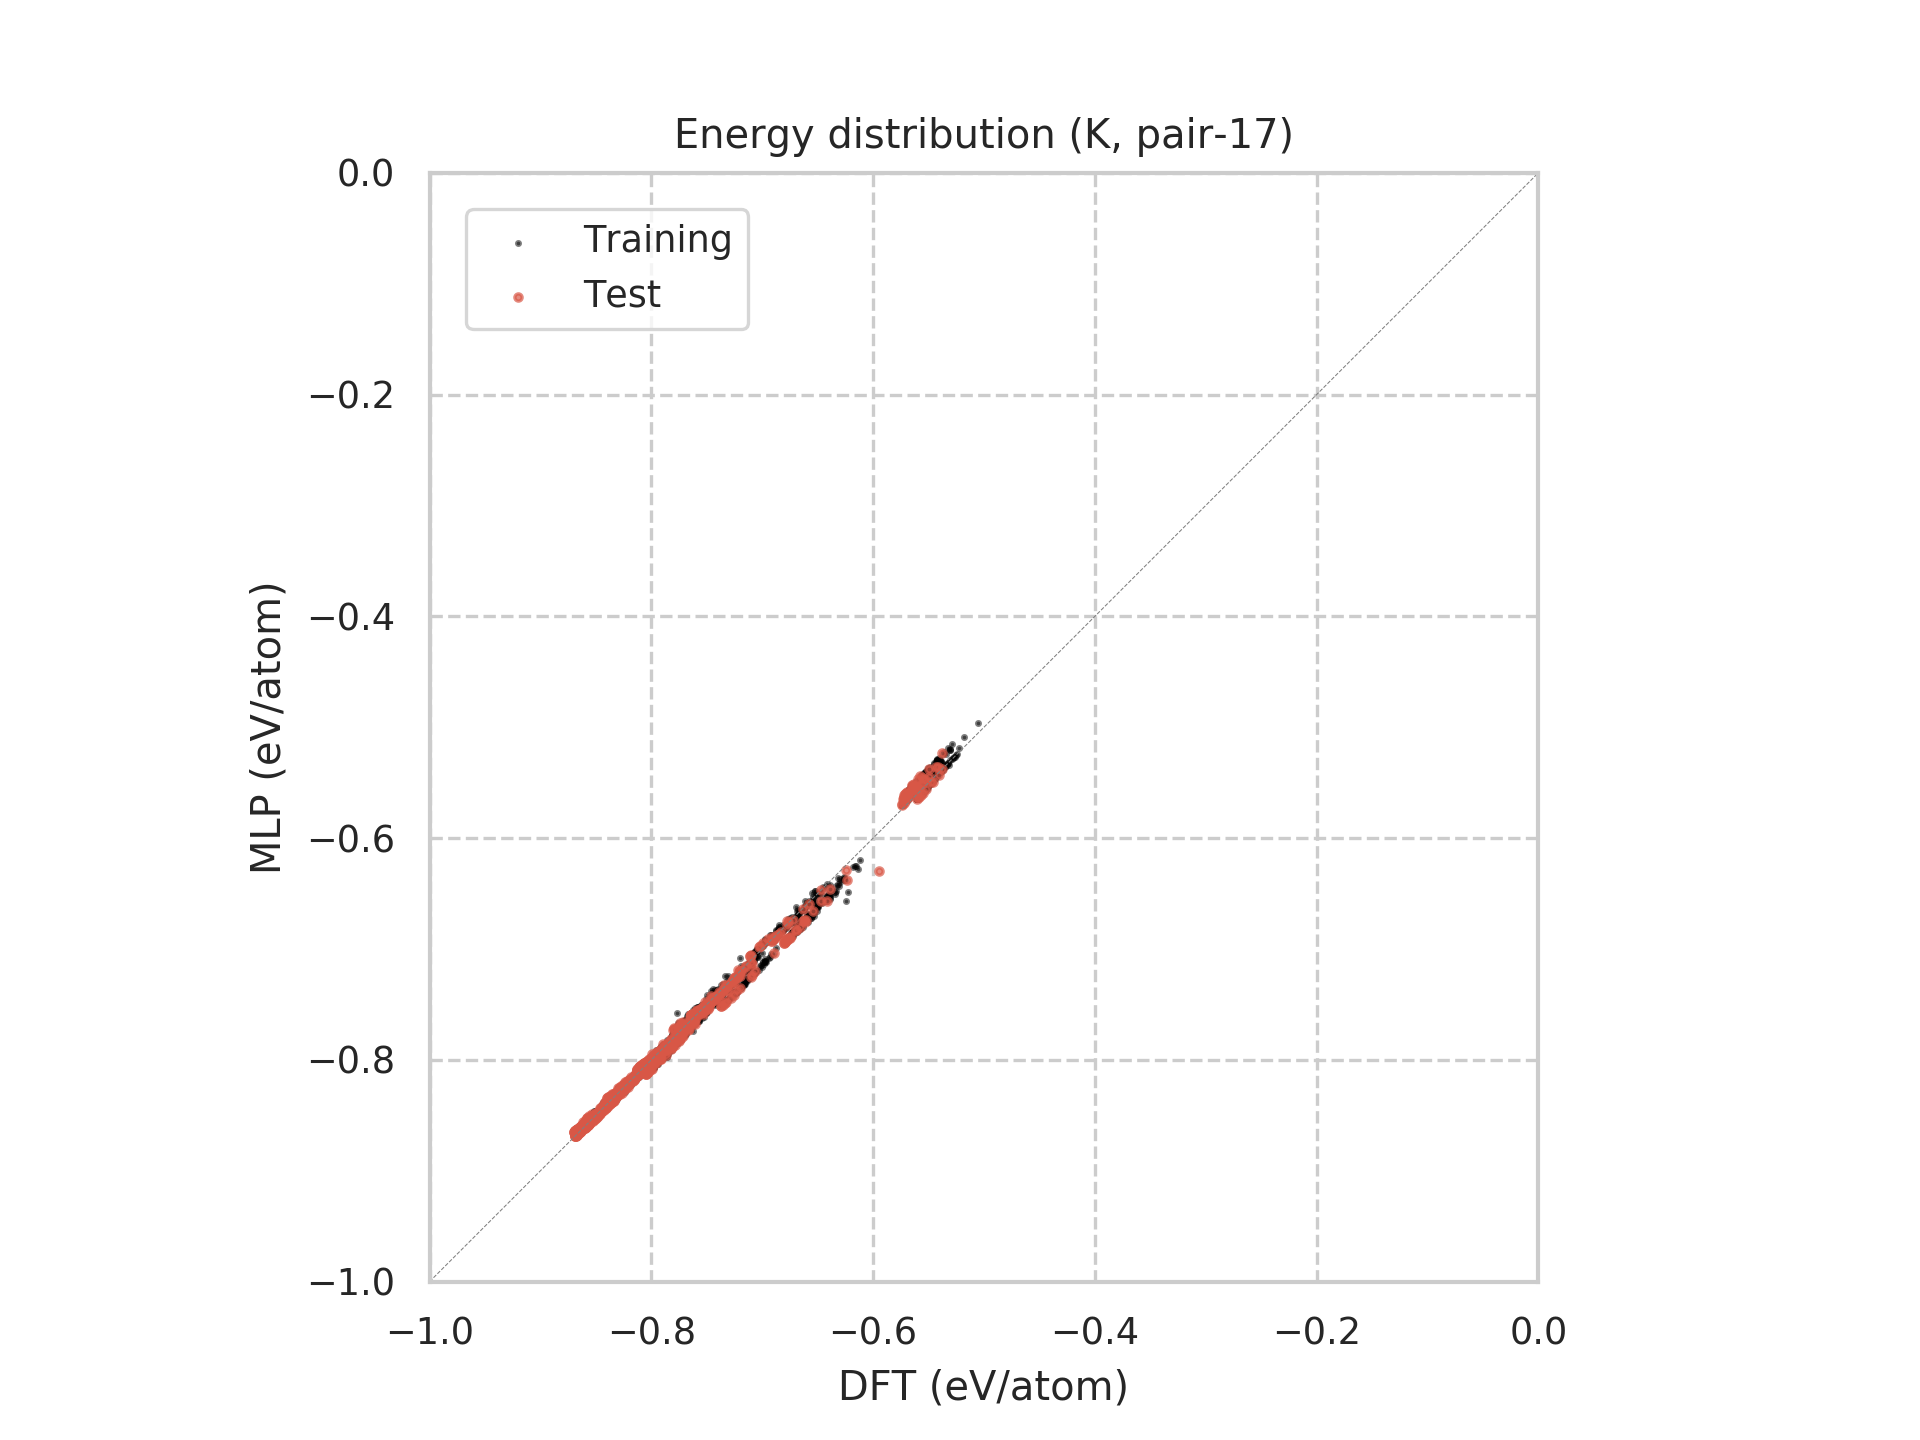 Energy distribution (K, pair-17)
0.0
−0.2
−0.4
−0.6
−0.8
−1.0
Training
Test
MLP (eV/atom)
−1.0 −0.8 −0.6 −0.4 −0.2 0.0
DFT (eV/atom)